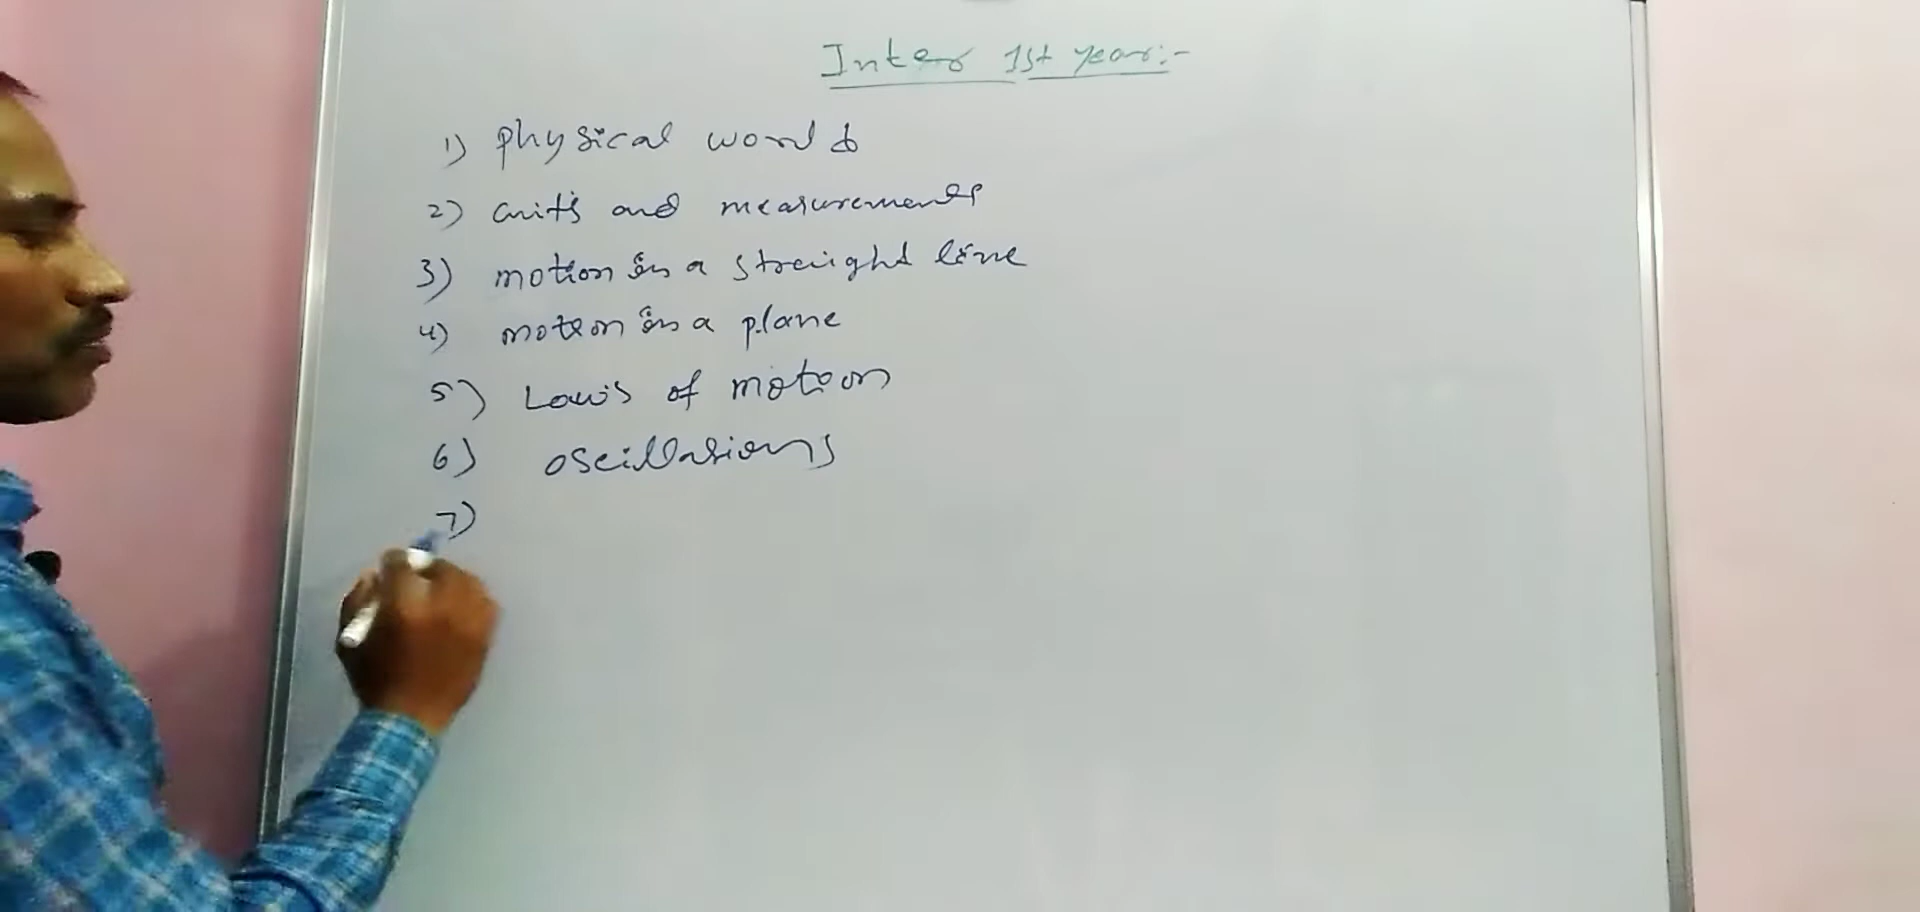 Inter 1st year:-
1) physical world
2) units and measurements
3) motion in a straight line
4) motion in a plane
5) Laws of motion
6) oscillasions
7)